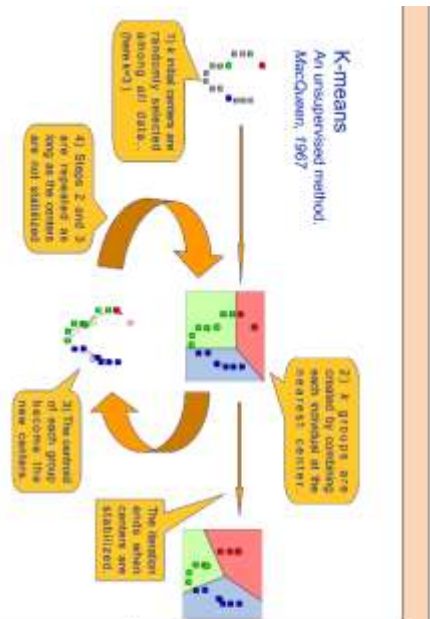 K-means
An unsupervised method.
MacQueen, 1967
1) k initial centers are
randomly selected
among all data.
(here k=3)
2) k groups are
created by combining
each individual at the
nearest center.
3) The centroid
of each group
become the
new centers.
4) Steps 2 and 3
are repeated as
long as the centers
are not stabilized
The iteration
ends when
centers are
stabilized.